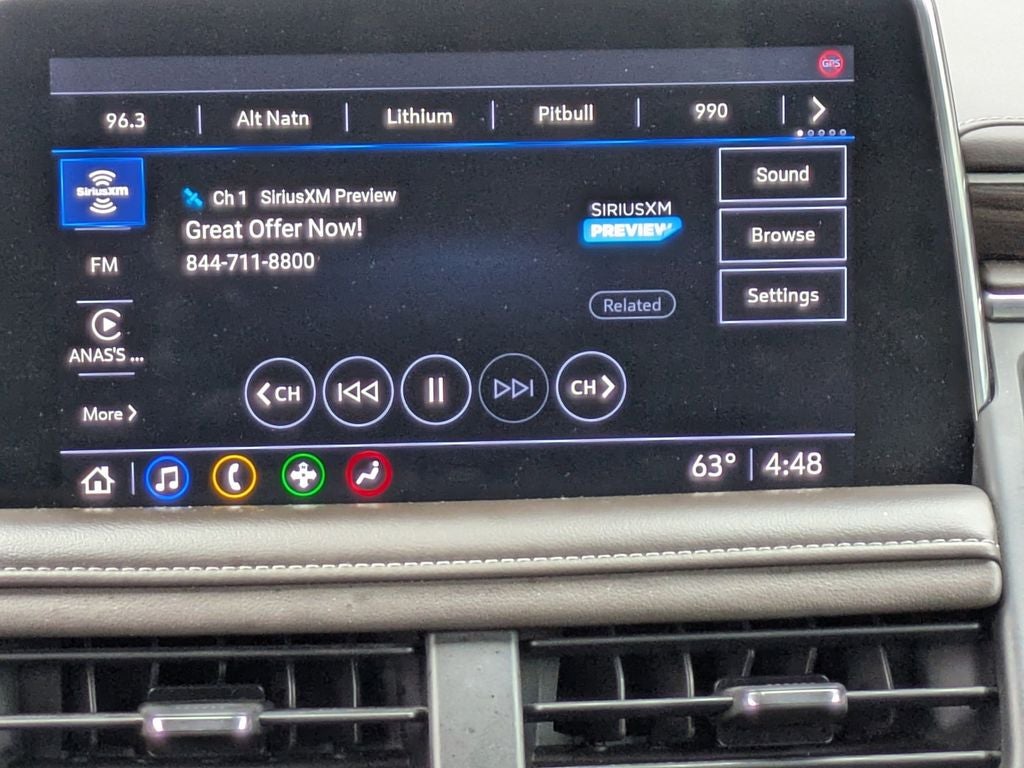 GPS
96.3
Alt Natn
Lithium
Pitbull
990
SiriusXM
Ch 1 SiriusXM Preview
Great Offer Now!
844-711-8800
SIRIUSXM
PREVIEW
Related
Sound
Browse
Settings
FM
ANAS'S ...
More
CH
CH
63°
4:48